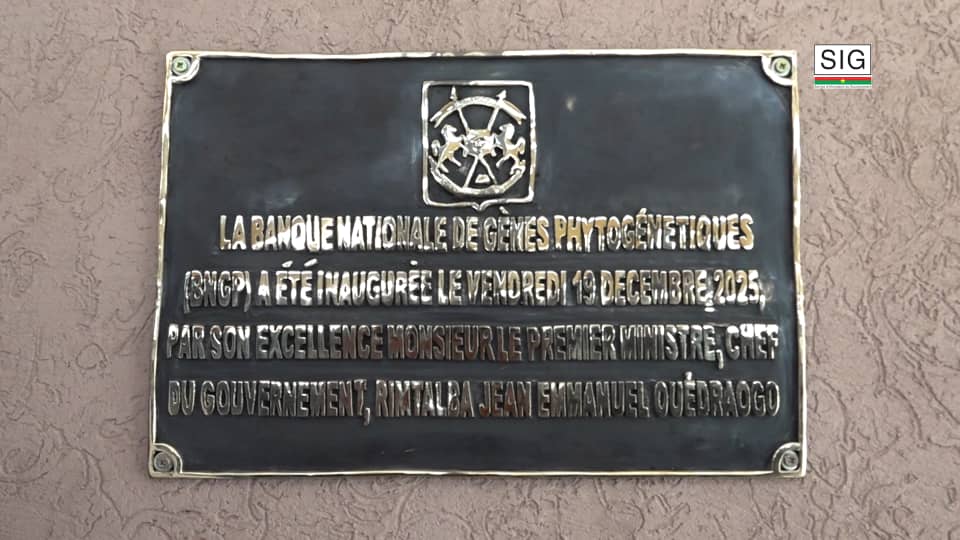 SIG
LA BANQUE NATIONALE DE GÈNES PHYTOGÉNETIQUES
(BNGP) A ÉTÉ INAUGURÉE LE VENDREDI 19 DECEMBRE, 2025,
PAR SON EXCELLENCE MONSIEUR LE PREMIER MINISTRE, CHEF
DU GOUVERNEMENT, RIMTALBA JEAN EMMANUEL OUÉDRAOGO